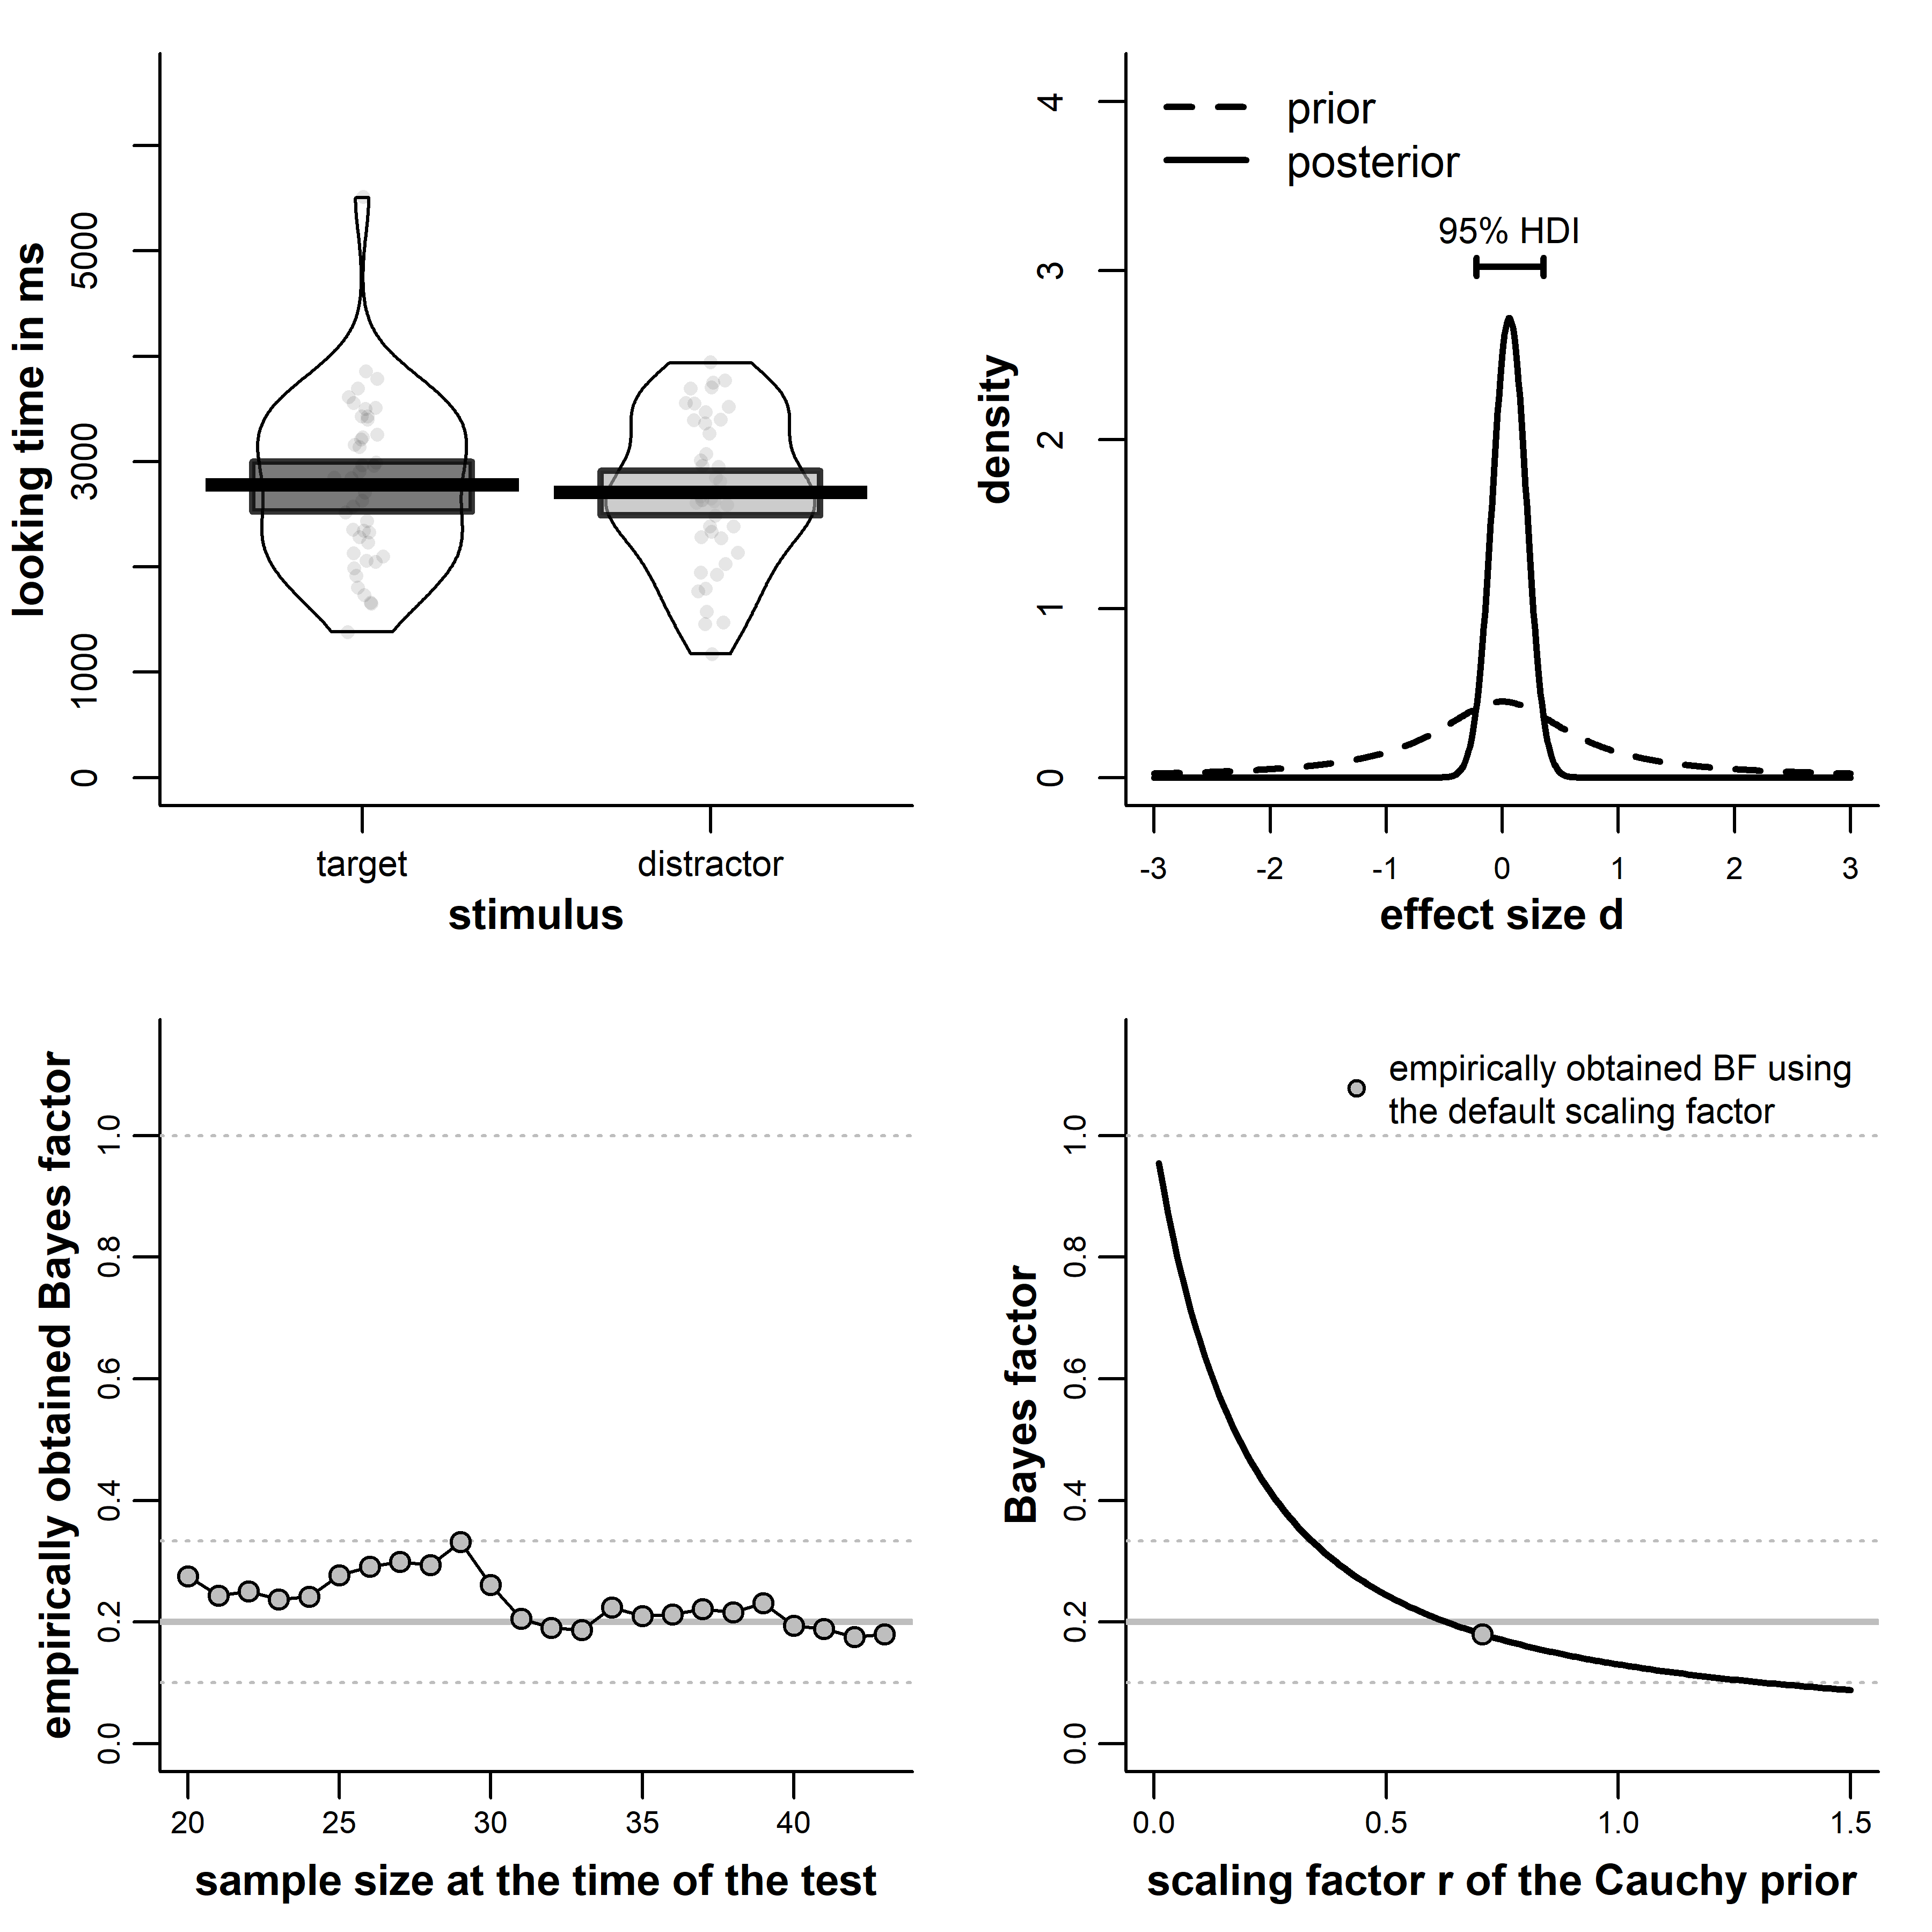 looking time in ms
0
1000
3000
5000
target
distractor
stimulus
density
0
1
2
3
4
prior
posterior
95% HDI
-3
-2
-1
0
1
2
3
effect size d
empirically obtained Bayes factor
0.0
0.2
0.4
0.6
0.8
1.0
20
25
30
35
40
sample size at the time of the test
Bayes factor
0.0
0.2
0.4
0.6
0.8
1.0
empirically obtained BF using
the default scaling factor
0.0
0.5
1.0
1.5
scaling factor r of the Cauchy prior